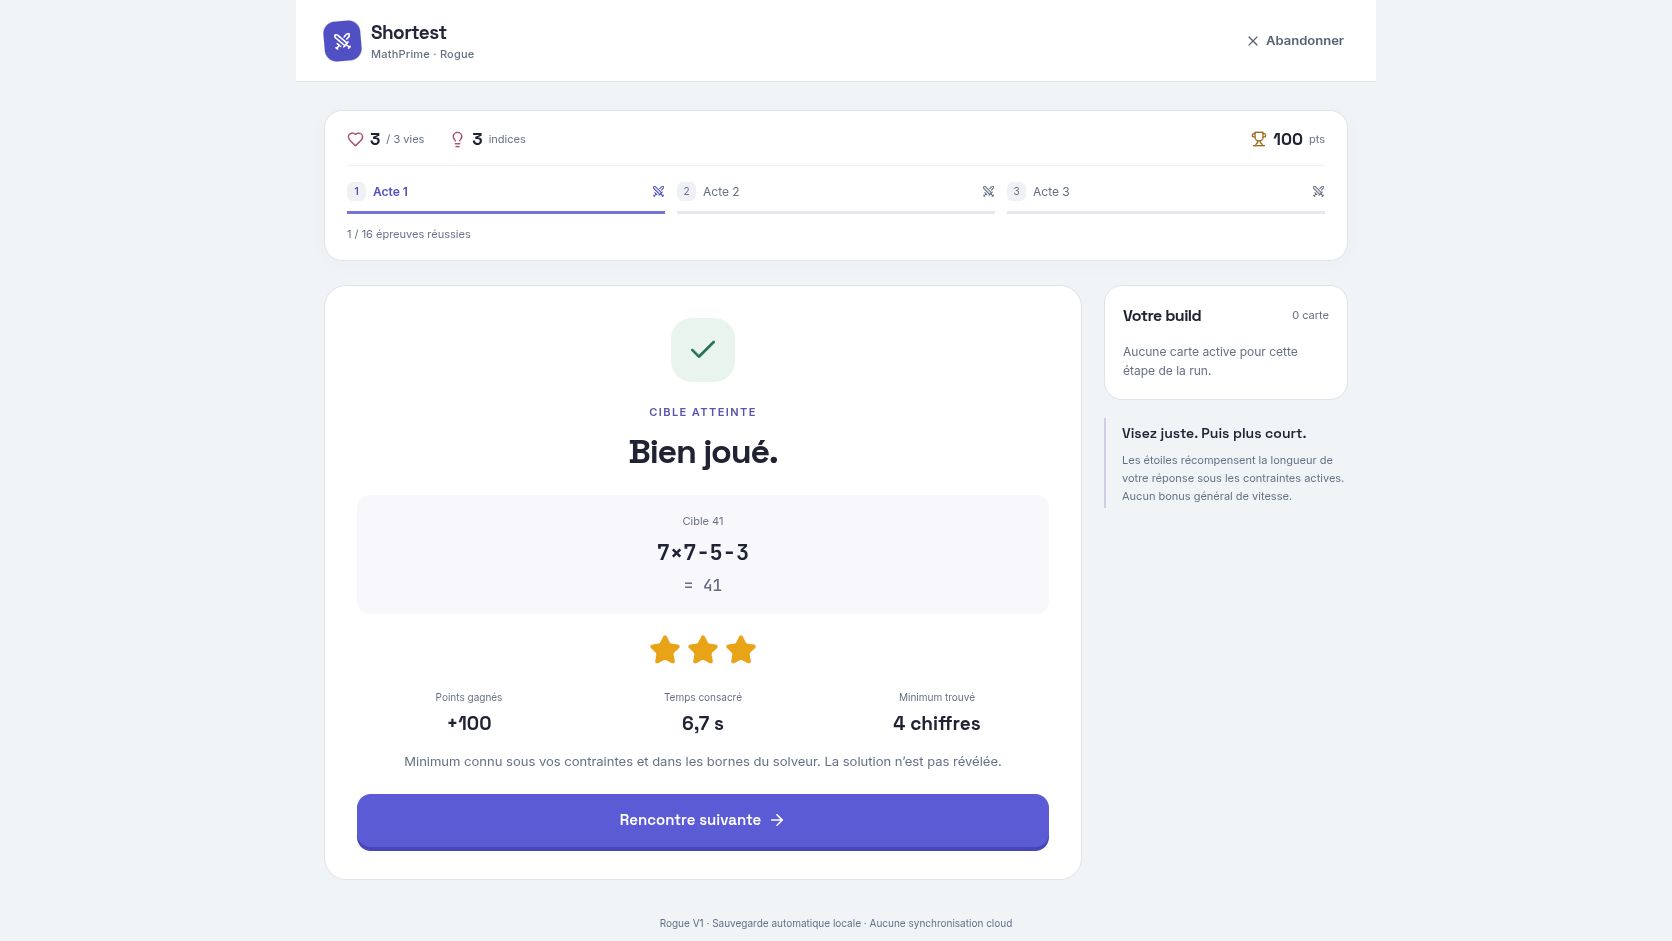 Shortest
MathPrime · Rogue
Abandonner
3 / 3 vies
3 indices
100 pts
1 Acte 1
2 Acte 2
3 Acte 3
1 / 16 épreuves réussies
CIBLE ATTEINTE
Bien joué.
Cible 41
7×7-5-3
= 41
Points gagnés
+100
Temps consacré
6,7 s
Minimum trouvé
4 chiffres
Minimum connu sous vos contraintes et dans les bornes du solveur. La solution n’est pas révélée.
Rencontre suivante
Votre build
0 carte
Aucune carte active pour cette
étape de la run.
Visez juste. Puis plus court.
Les étoiles récompensent la longueur de
votre réponse sous les contraintes actives.
Aucun bonus général de vitesse.
Rogue V1 · Sauvegarde automatique locale · Aucune synchronisation cloud